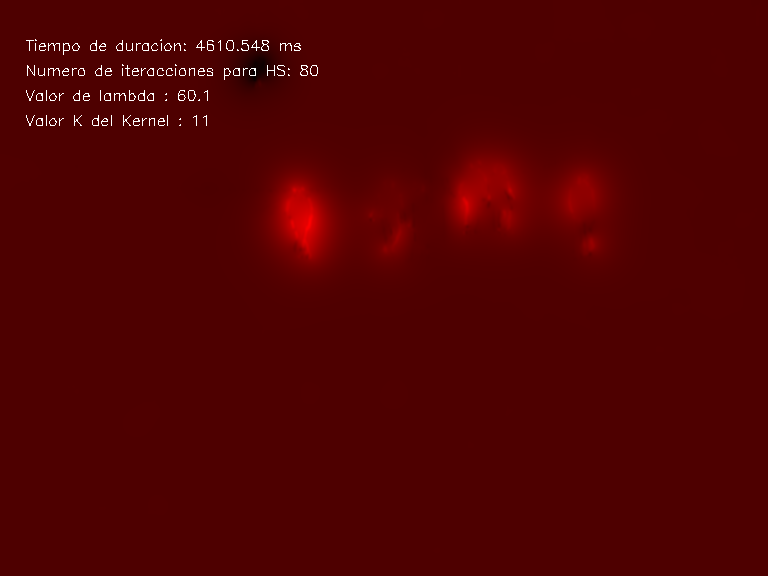 Tiempo de duracion: 4610.548 ms
Numero de iteracciones para HS: 80
Valor de lambda : 60.1
Valor K del Kernel : 11